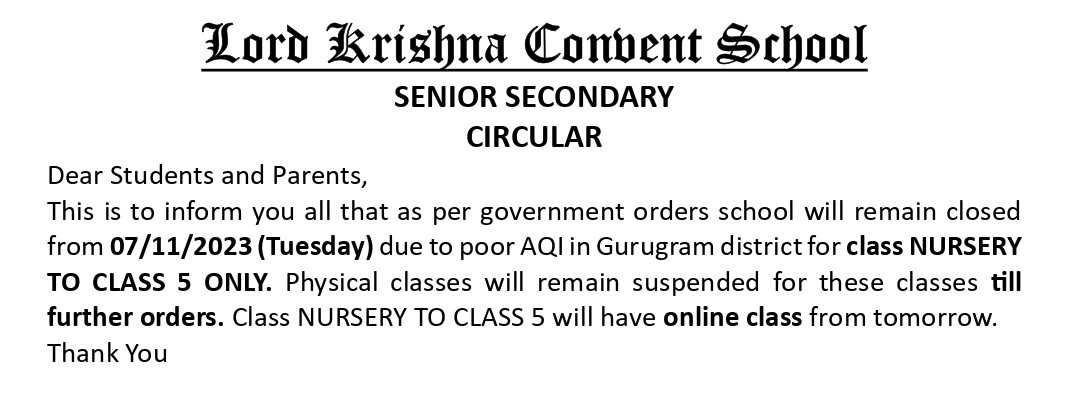 Lord Krishna Convent School
SENIOR SECONDARY
CIRCULAR
Dear Students and Parents,
This is to inform you all that as per government orders school will remain closed
from 07/11/2023 (Tuesday) due to poor AQI in Gurugram district for class NURSERY
TO CLASS 5 ONLY. Physical classes will remain suspended for these classes till
further orders. Class NURSERY TO CLASS 5 will have online class from tomorrow.
Thank You